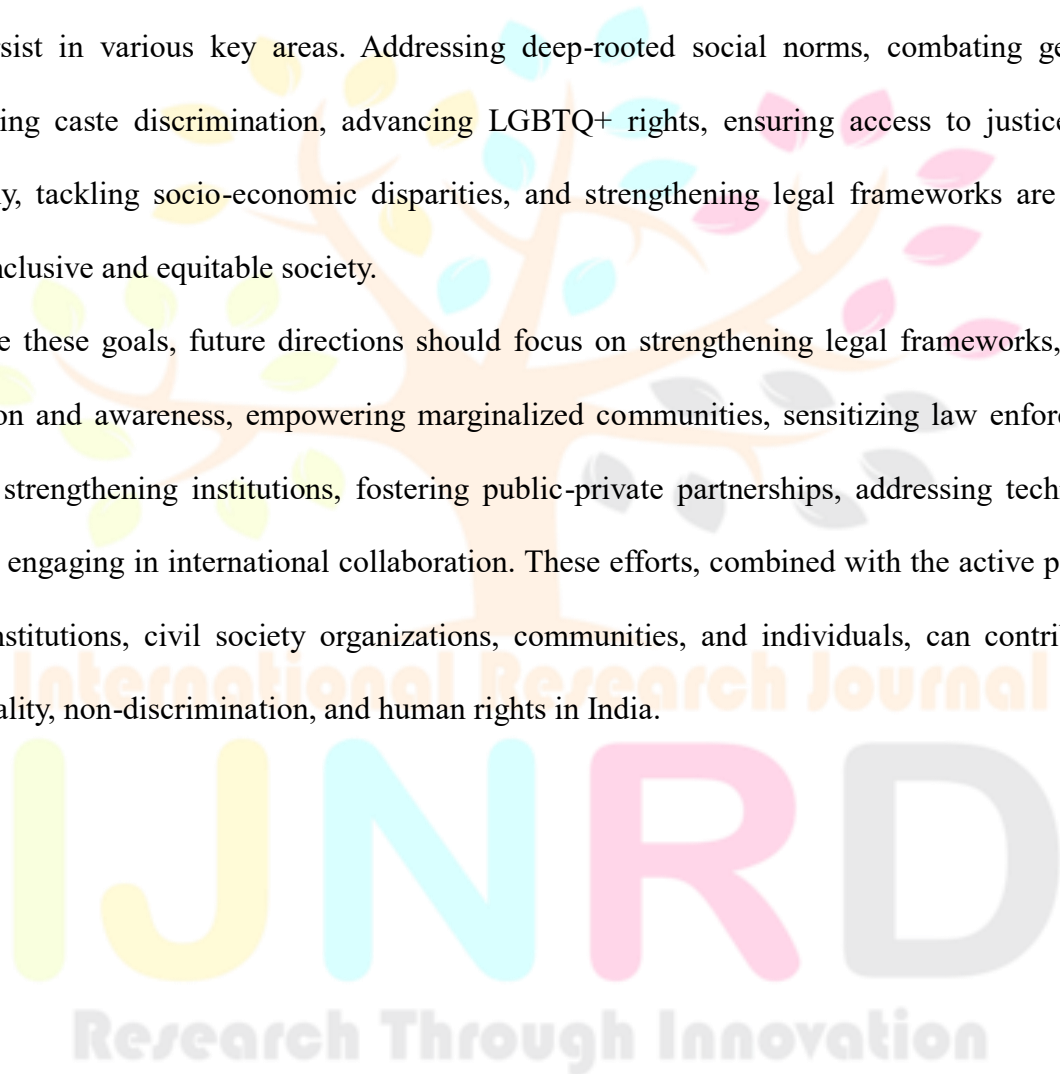 sist in various key areas. Addressing deep-rooted social norms, combating ge
ing caste discrimination, advancing LGBTQ+ rights, ensuring access to justice
y, tackling socio-economic disparities, and strengthening legal frameworks are
nclusive and equitable society.
e these goals, future directions should focus on strengthening legal frameworks,
on and awareness, empowering marginalized communities, sensitizing law enfor
strengthening institutions, fostering public-private partnerships, addressing tech
engaging in international collaboration. These efforts, combined with the active p
nstitutions, civil society organizations, communities, and individuals, can contri
International Research Journal
ality, non-discrimination, and human rights in India.
IJNRD
Research Through Innovation